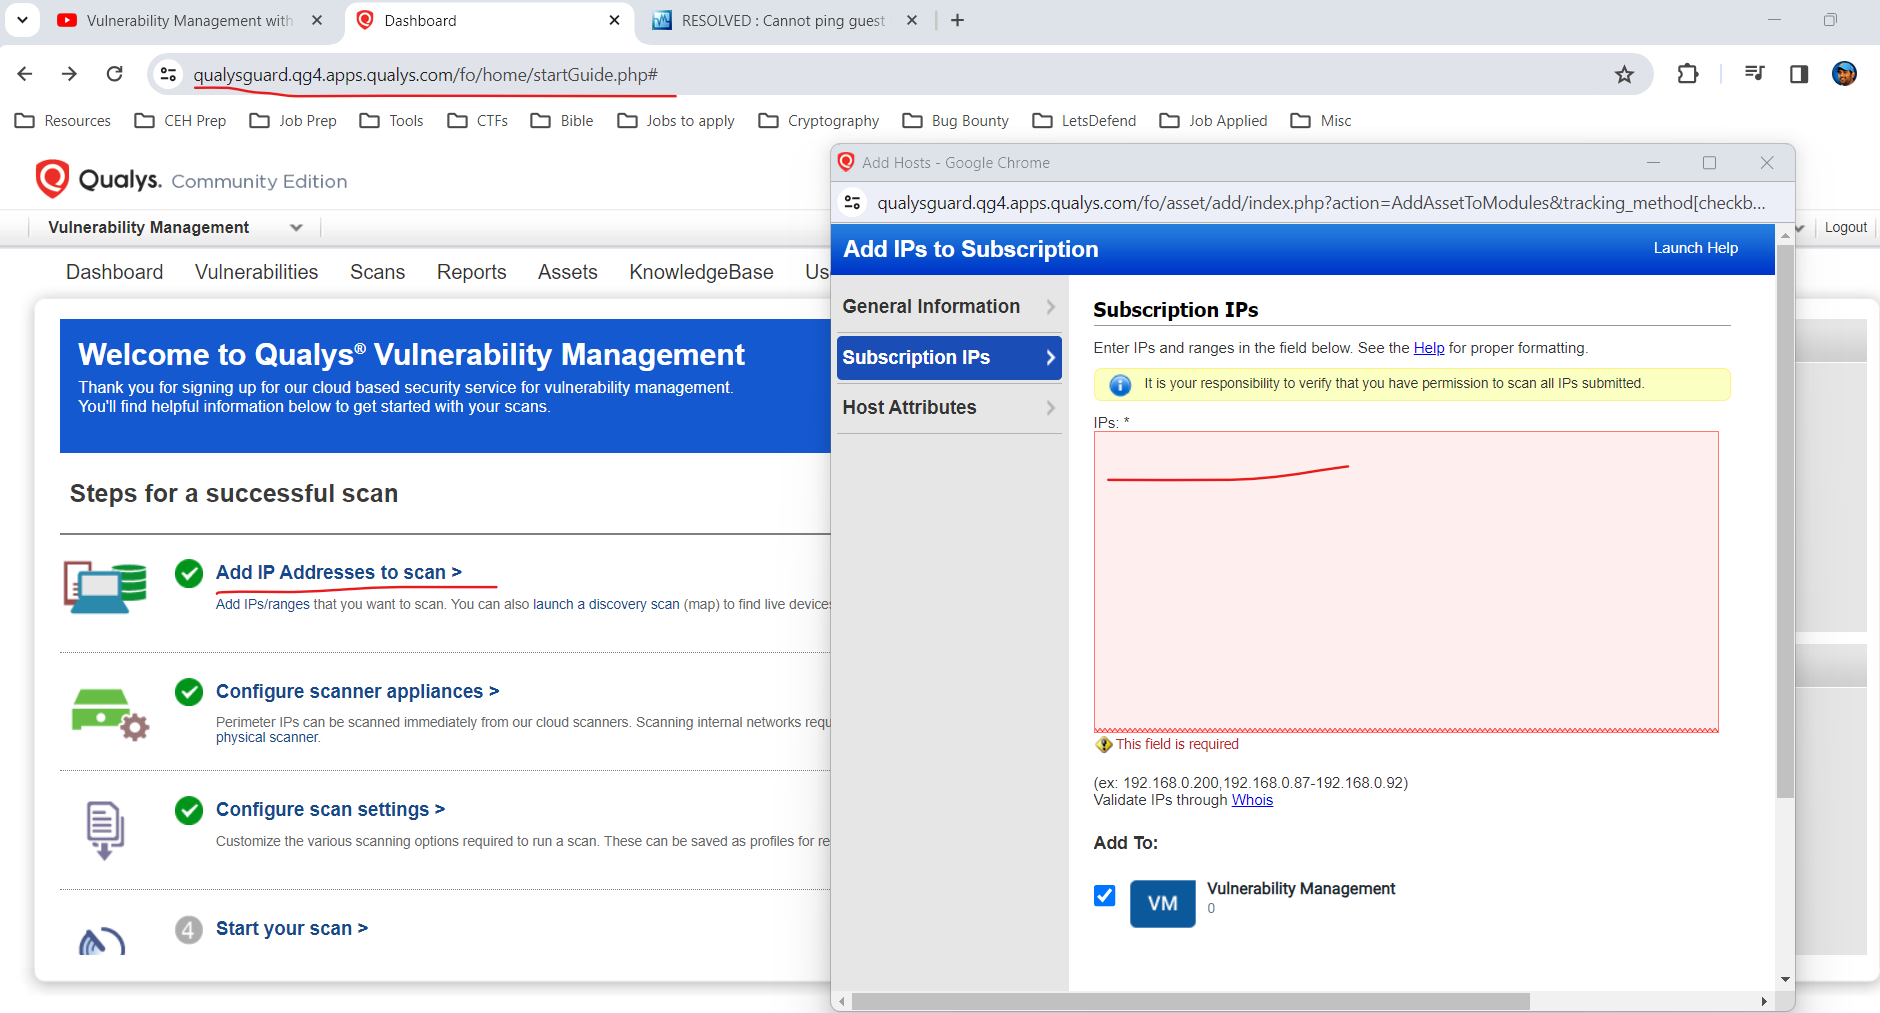 Vulnerability Management with
Dashboard
RESOLVED : Cannot ping guest
qualysguard.qg4.apps.qualys.com/fo/home/startGuide.php#
Resources
CEH Prep
Job Prep
Tools
CTFs
Bible
Jobs to apply
Cryptography
Bug Bounty
LetsDefend
Job Applied
Misc
Qualys. Community Edition
Vulnerability Management
Logout
Dashboard
Vulnerabilities
Scans
Reports
Assets
KnowledgeBase
Us
Welcome to Qualys® Vulnerability Management
Thank you for signing up for our cloud based security service for vulnerability management.
You'll find helpful information below to get started with your scans.
Steps for a successful scan
Add IP Addresses to scan >
Add IPs/ranges that you want to scan. You can also launch a discovery scan (map) to find live devices
Configure scanner appliances >
Perimeter IPs can be scanned immediately from our cloud scanners. Scanning internal networks requ
physical scanner.
Configure scan settings >
Customize the various scanning options required to run a scan. These can be saved as profiles for re
4
Start your scan >
Add Hosts - Google Chrome
qualysguard.qg4.apps.qualys.com/fo/asset/add/index.php?action=AddAssetToModules&tracking_method[checkb...
Add IPs to Subscription
Launch Help
General Information
Subscription IPs
Host Attributes
Subscription IPs
Enter IPs and ranges in the field below. See the Help for proper formatting.
It is your responsibility to verify that you have permission to scan all IPs submitted.
IPs: *
This field is required
(ex: 192.168.0.200,192.168.0.87-192.168.0.92)
Validate IPs through Whois
Add To:
VM
Vulnerability Management
0